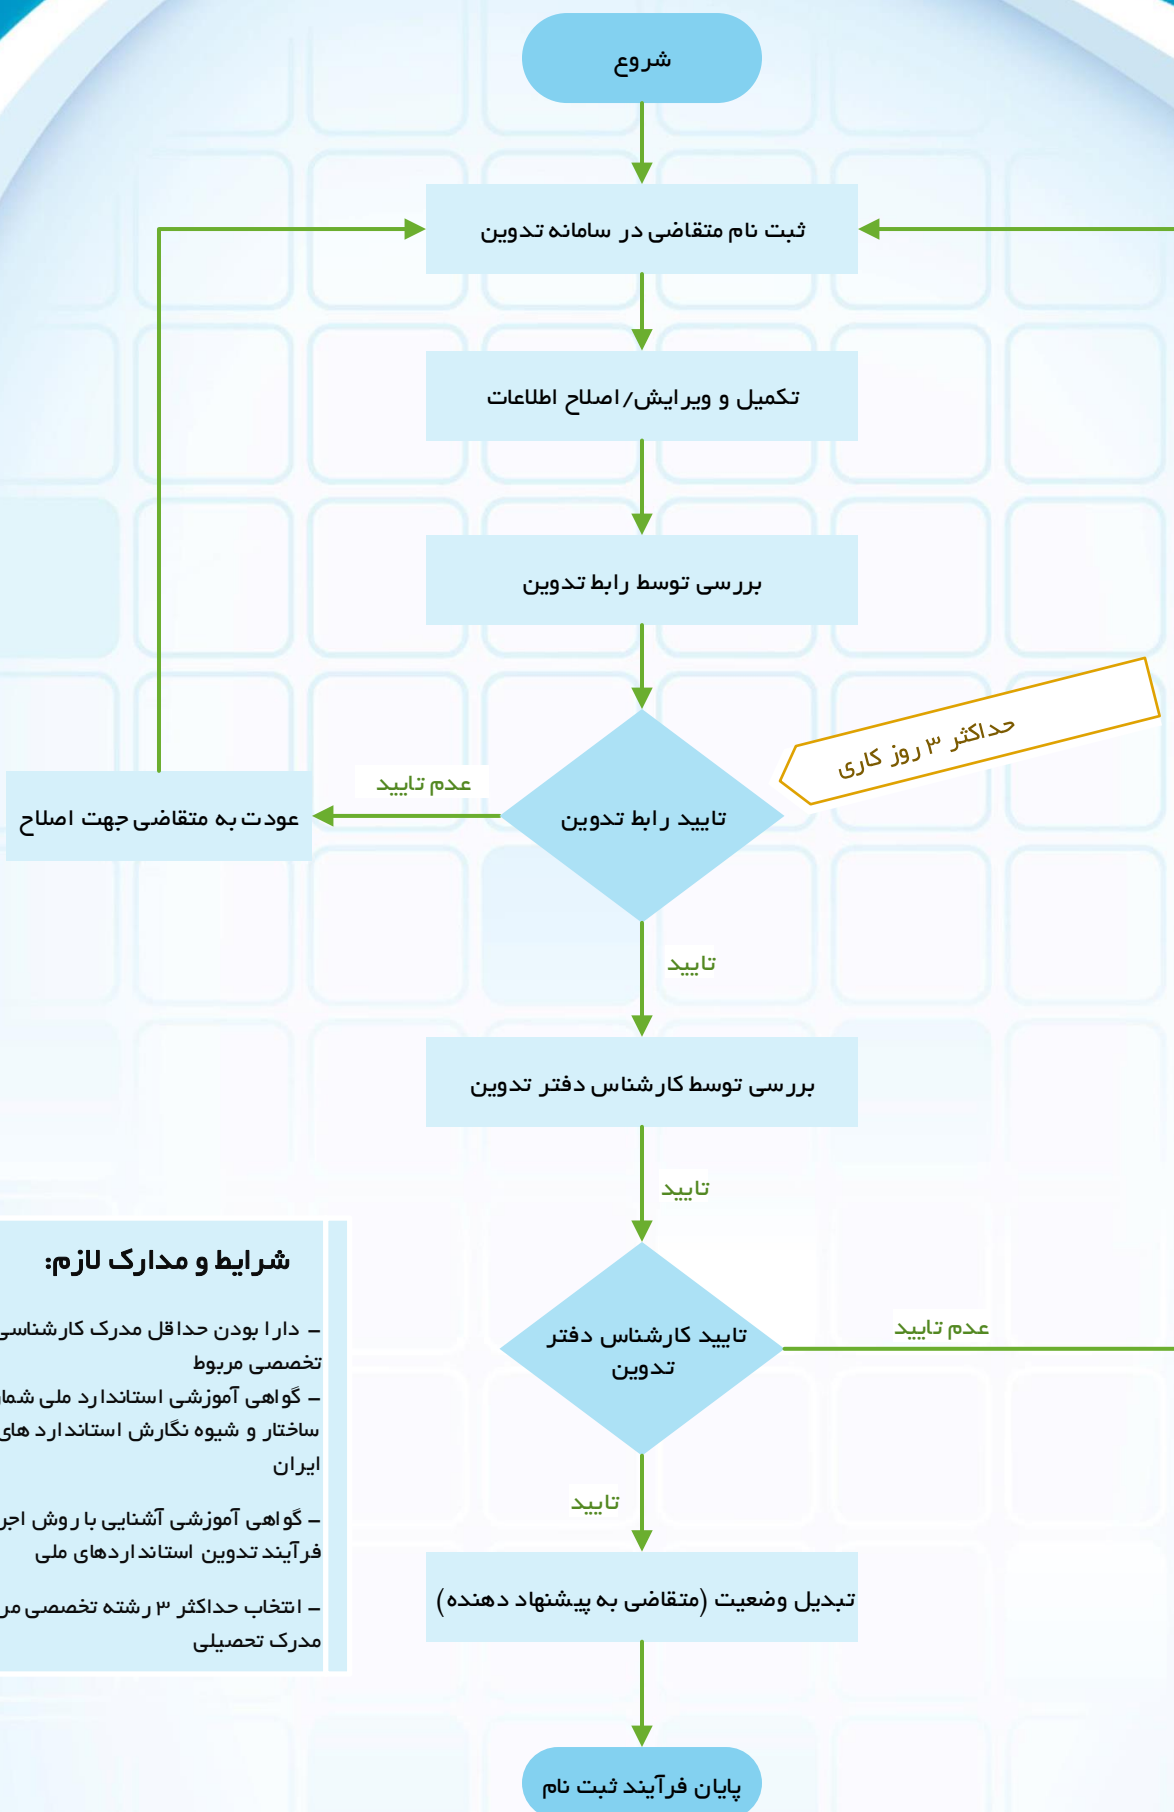 شروع
ثبت نام متقاضی در سامانه تدوین
تکمیل و ویرایش/اصلاح اطلاعات
بررسی توسط رابط تدوین
حداکثر ۳ روز کاری
تایید رابط تدوین
عدم تایید
عودت به متقاضی جهت اصلاح
تایید
بررسی توسط کارشناس دفتر تدوین
تایید
تایید کارشناس دفتر
تدوین
عدم تایید
تایید
تبدیل وضعیت (متقاضی به پیشنهاد دهنده)
پایان فرآیند ثبت نام
شرایط و مدارک لازم:
- دارا بودن حداقل مدرک کارشناسی
تخصصی مربوط
- گواهی آموزشی استاندارد ملی
ساختار و شیوه نگارش استاندارد های
ایران
- گواهی آموزشی آشنایی با روش
فرآیند تدوین استانداردهای ملی
- انتخاب حداکثر ۳ رشته تخصصی
مدرک تحصیلی